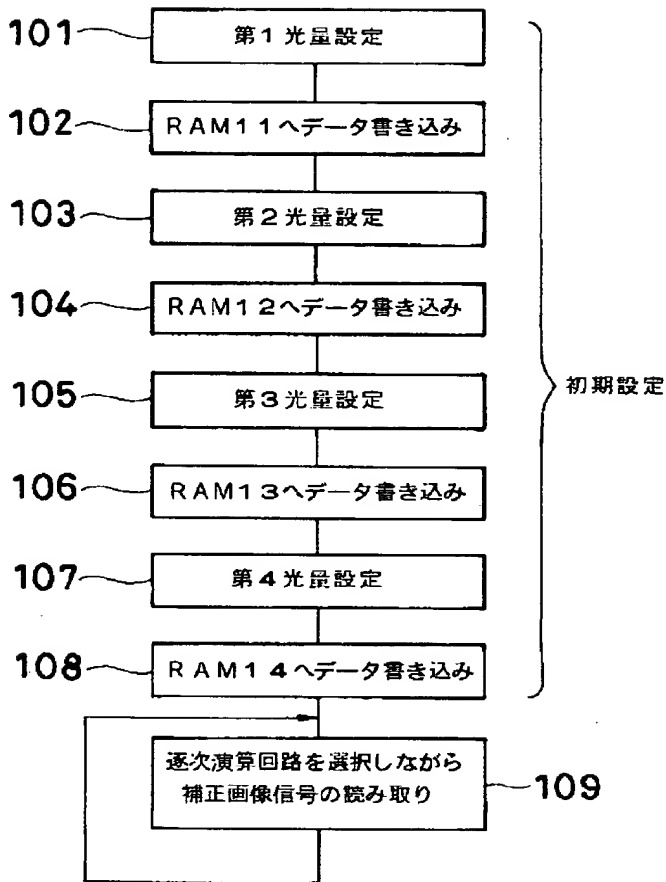 101
第1光量設定
102
RAM11へデータ書き込み
103
第2光量設定
104
RAM12へデータ書き込み
105
第3光量設定
初期設定
106
RAM13へデータ書き込み
107
第4光量設定
108
RAM14へデータ書き込み
逐次演算回路を選択しながら
補正画像信号の読み取り
109